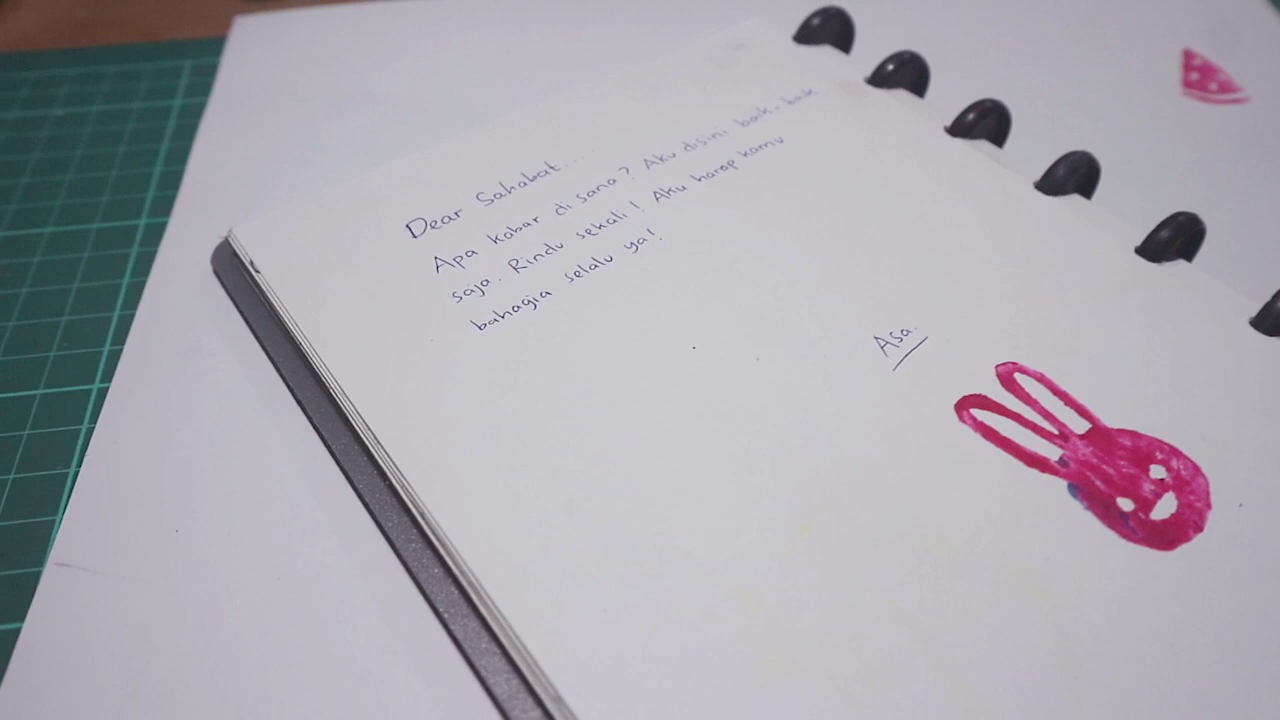 Dear Sahabat...
Apa kabar di sana? Aku disini baik-baik
saja. Rindu sekali! Aku harap kamu
bahagia selalu ya!
Asa.